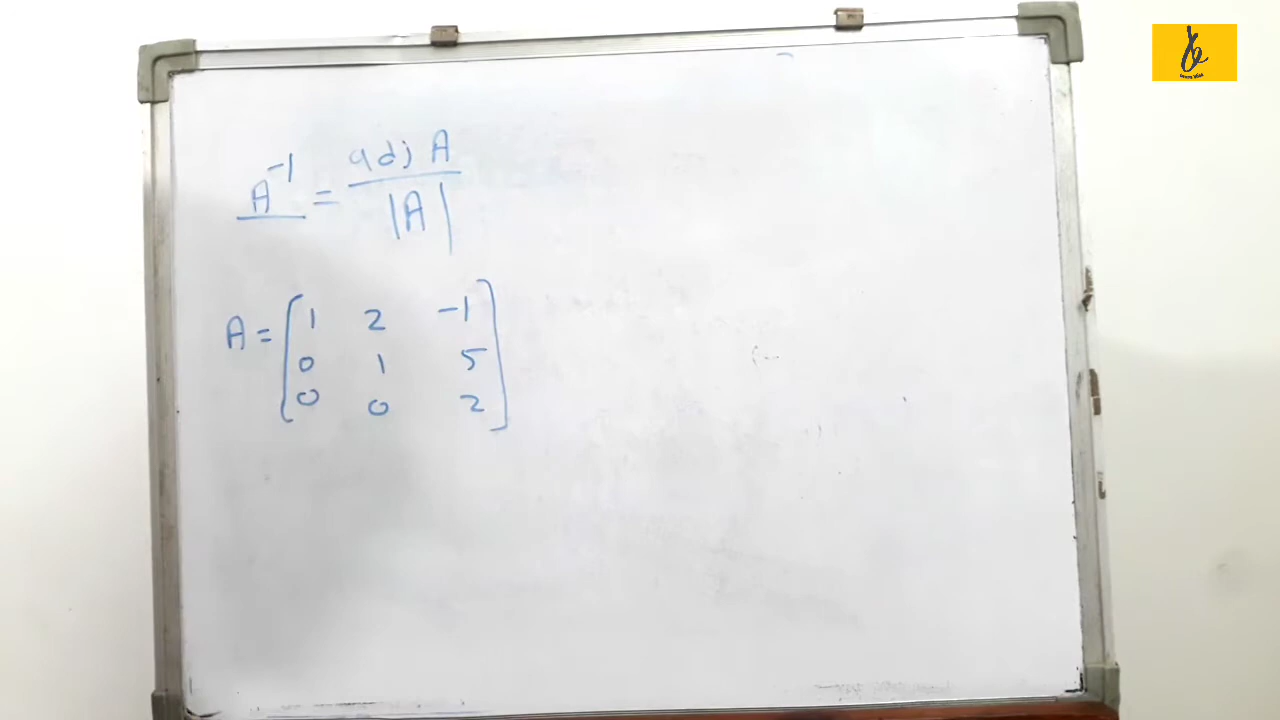 A⁻¹ = adj A / |A|
A = [ 1 2 -1
0 1 5
0 0 2 ]